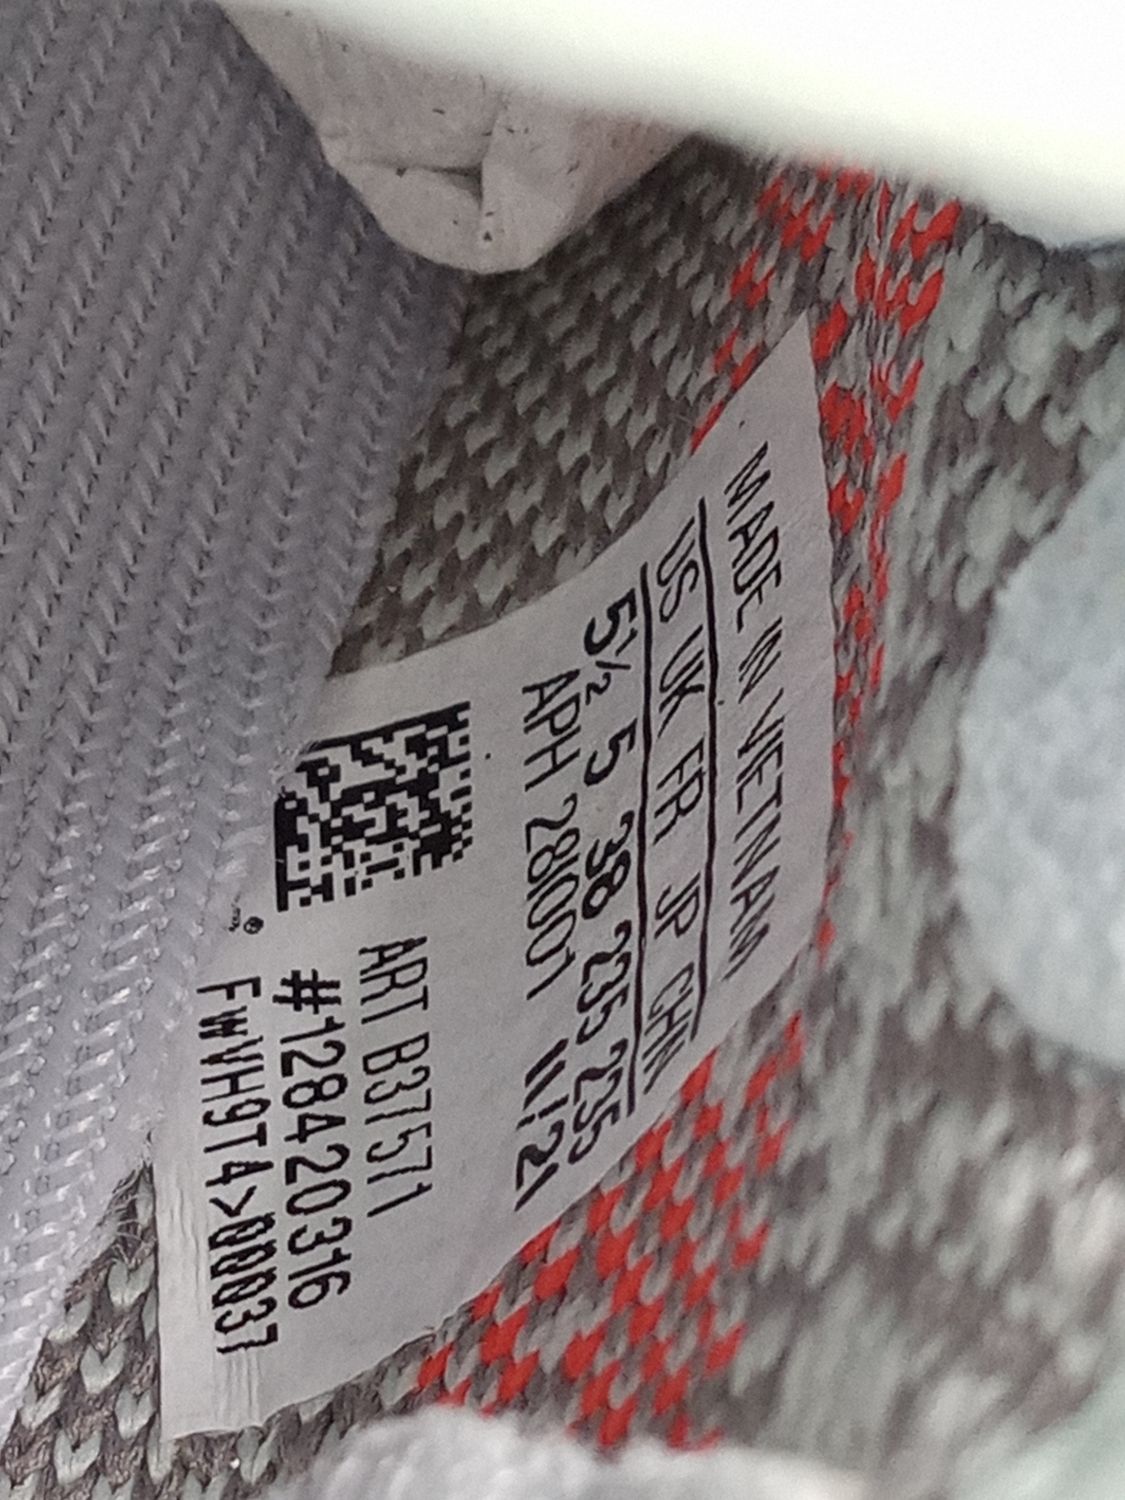 MADE IN VIETNAM
US UK FR JP CHN
5½ 5 38 235 235
APH 281001 11/21
ART B37571
#128420316
FWVH9T4>00037